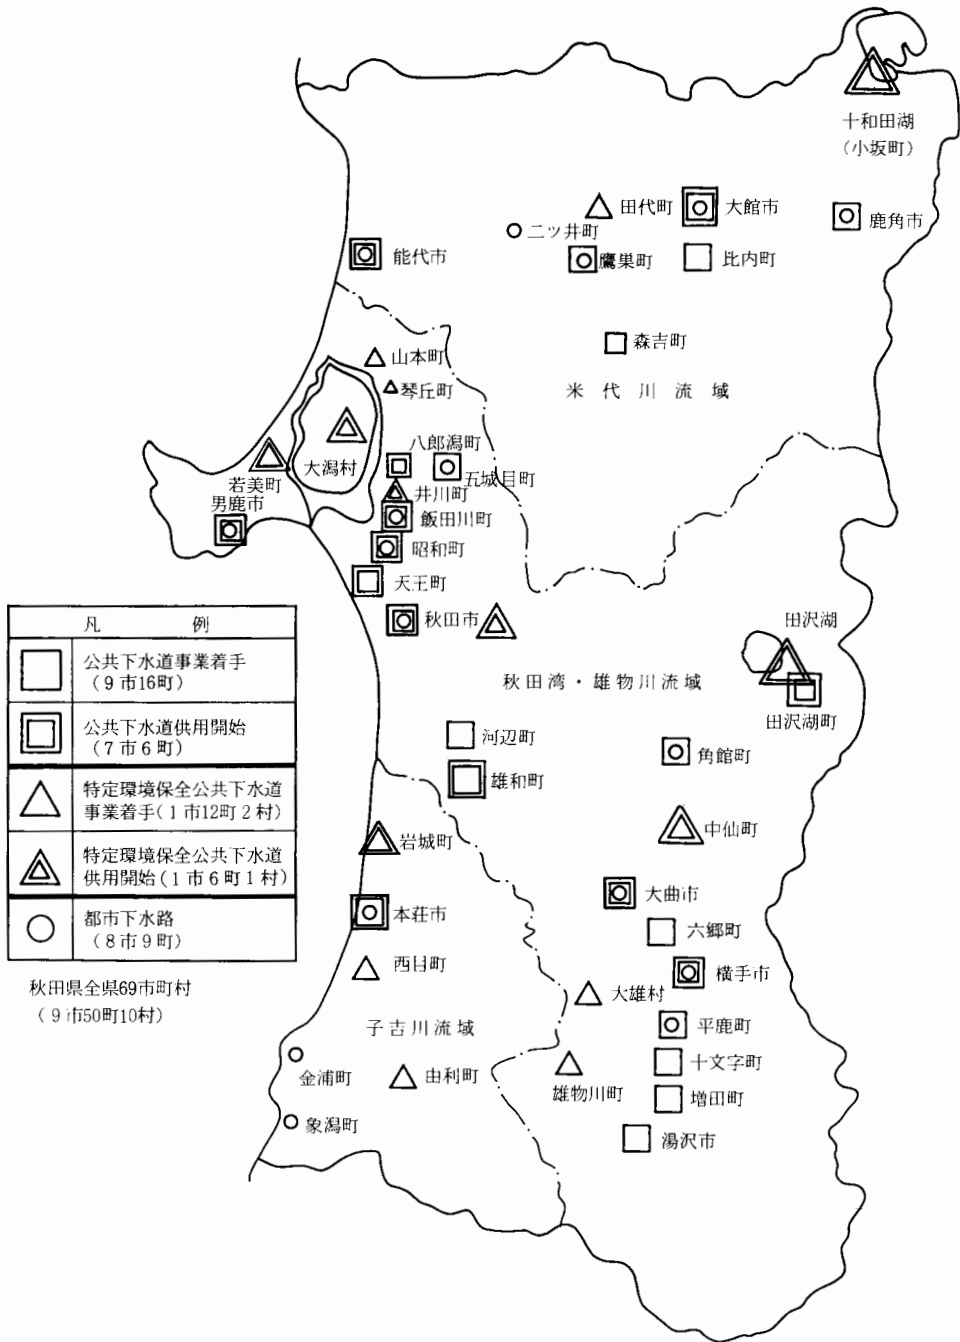 十和田湖
(小坂町)
田代町
大館市
鹿角市
二ツ井町
能代市
鷹巣町
比内町
森吉町
山本町
琴丘町
米代川流域
八郎潟町
大潟村
五城目町
若美町
井川町
男鹿市
飯田川町
昭和町
天王町
秋田市
田沢湖
秋田湾・雄物川流域
田沢湖町
河辺町
角館町
雄和町
中仙町
岩城町
大曲市
本荘市
六郷町
西目町
横手市
大雄村
子吉川流域
平鹿町
金浦町
由利町
雄物川町
十文字町
増田町
象潟町
湯沢市
凡例
公共下水道事業着手
(9市16町)
公共下水道供用開始
(7市6町)
特定環境保全公共下水道
事業着手(1市12町2村)
特定環境保全公共下水道
供用開始(1市6町1村)
都市下水路
(8市9町)
秋田県全県69市町村
(9市50町10村)